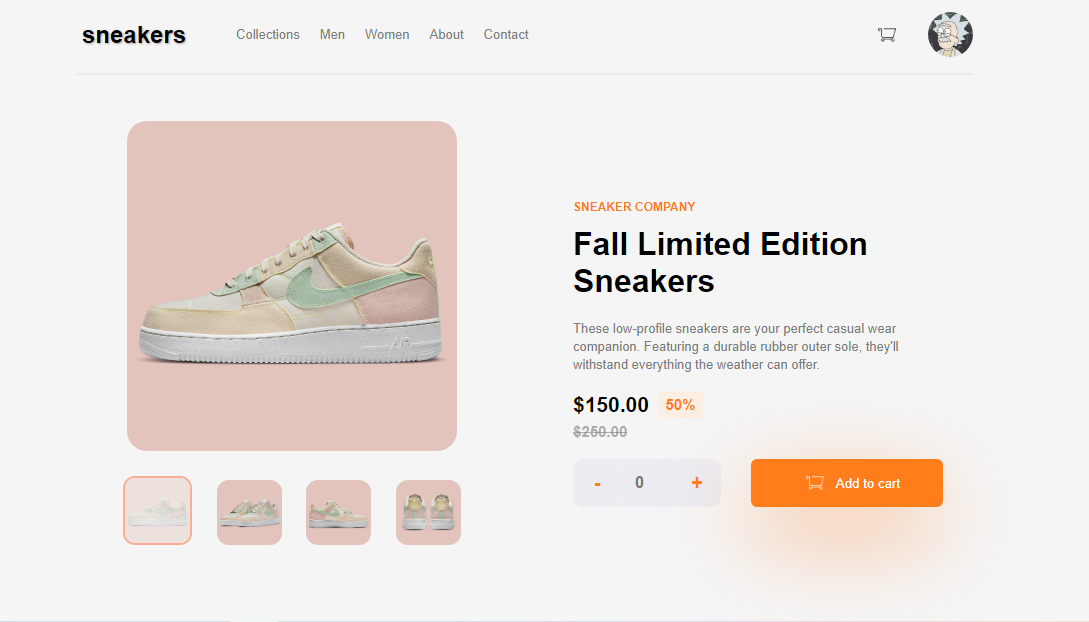 sneakers Collections Men Women About Contact
SNEAKER COMPANY
Fall Limited Edition
Sneakers
These low-profile sneakers are your perfect casual wear
companion. Featuring a durable rubber outer sole, they'll
withstand everything the weather can offer.
$150.00 50%
$250.00
- 0 + Add to cart
AIR